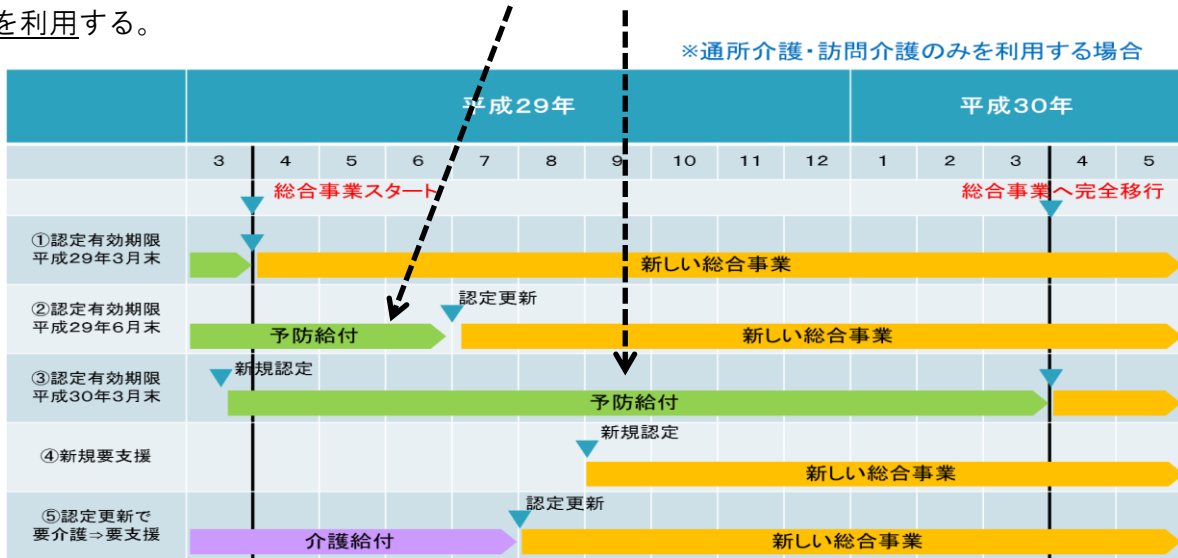 を利用する。
※通所介護・訪問介護のみを利用する場合
平成29年 平成30年
3 4 5 6 7 8 9 10 11 12 1 2 3 4 5
総合事業スタート 総合事業へ完全移行
①認定有効期限
平成29年3月末
新しい総合事業
②認定有効期限
平成29年6月末
認定更新
予防給付 新しい総合事業
③認定有効期限
平成30年3月末
新規認定
予防給付
④新規要支援
新規認定
新しい総合事業
⑤認定更新で
要介護⇒要支援
認定更新
介護給付 新しい総合事業